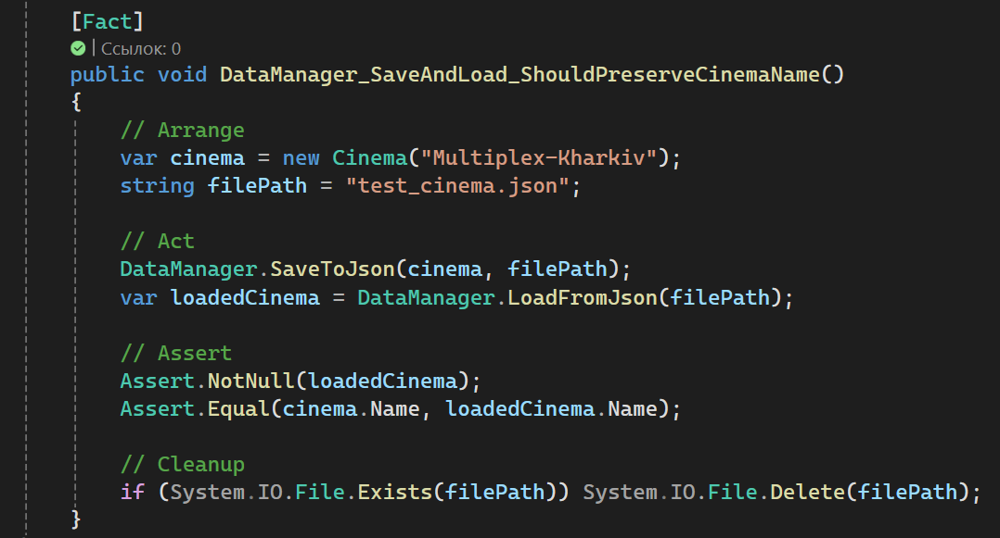 [Fact]
| Ссылок: 0
public void DataManager_SaveAndLoad_ShouldPreserveCinemaName()
{
// Arrange
var cinema = new Cinema("Multiplex-Kharkiv");
string filePath = "test_cinema.json";
// Act
DataManager.SaveToJson(cinema, filePath);
var loadedCinema = DataManager.LoadFromJson(filePath);
// Assert
Assert.NotNull(loadedCinema);
Assert.Equal(cinema.Name, loadedCinema.Name);
// Cleanup
if (System.IO.File.Exists(filePath)) System.IO.File.Delete(filePath);
}